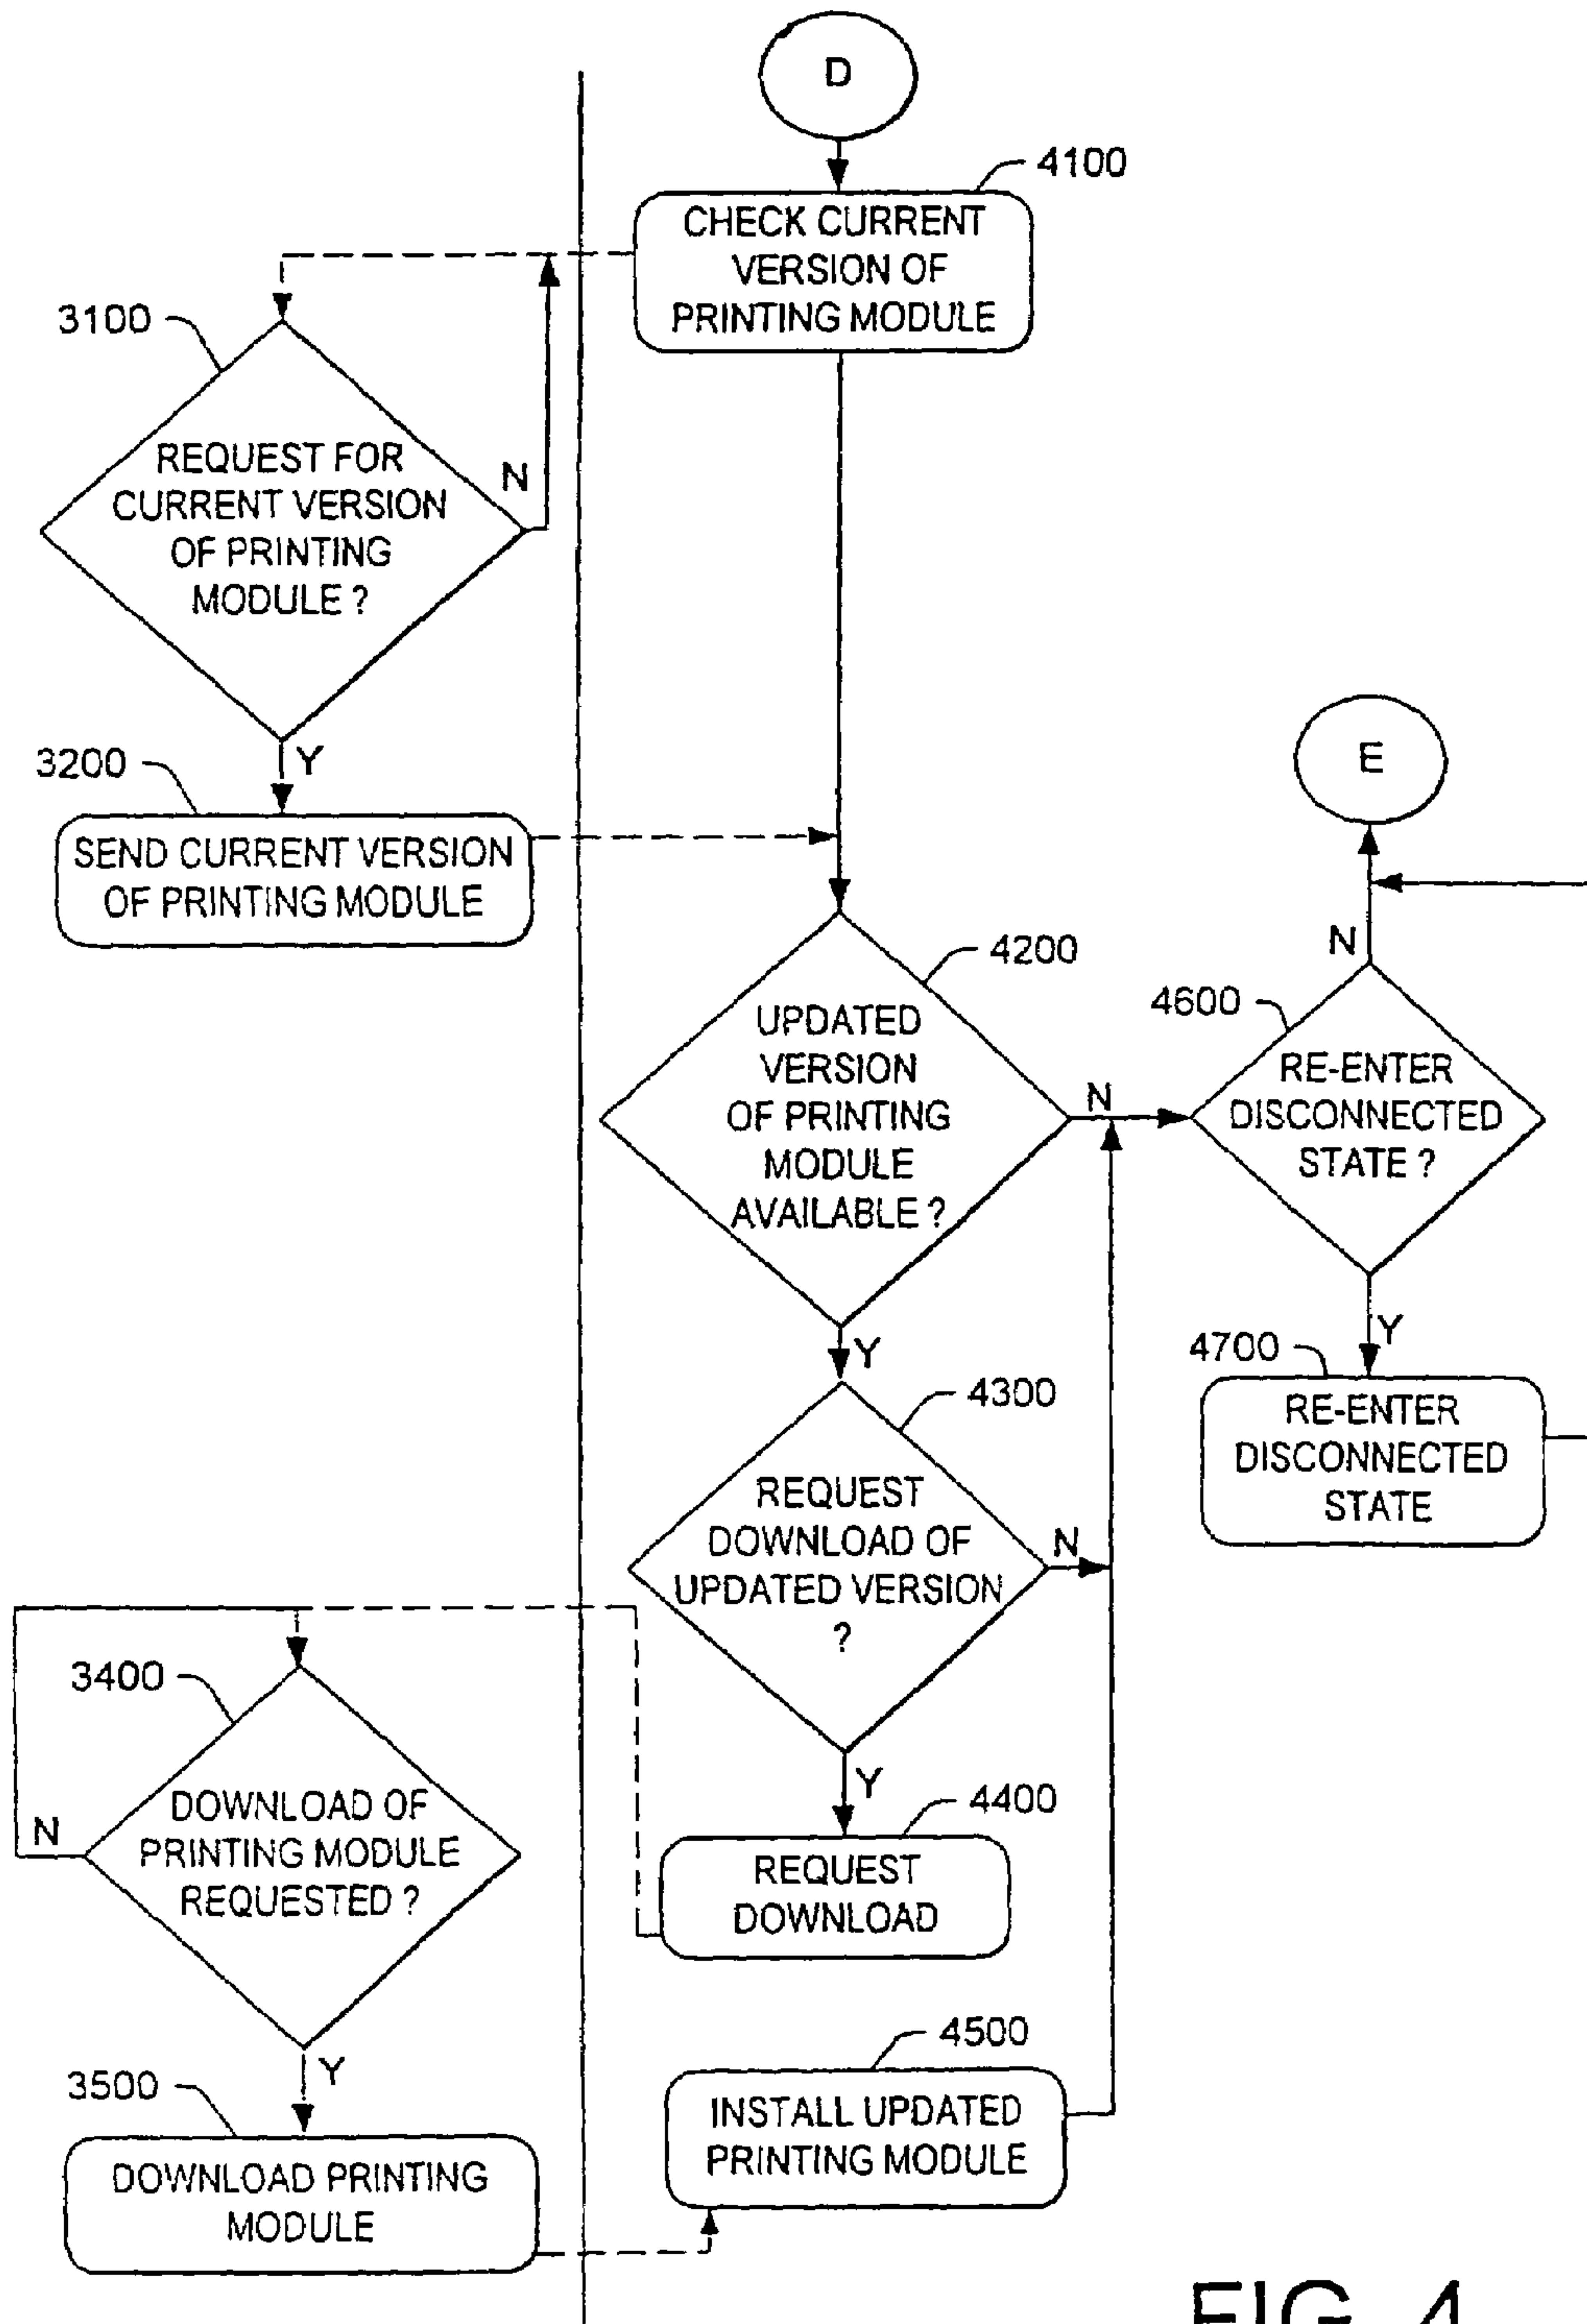 D
4100
CHECK CURRENT
VERSION OF
PRINTING MODULE
3100
REQUEST FOR
CURRENT VERSION
OF PRINTING
MODULE ?
N
Y
3200
SEND CURRENT VERSION
OF PRINTING MODULE
E
N
4200
UPDATED
VERSION
OF PRINTING
MODULE
AVAILABLE ?
N
Y
4600
RE-ENTER
DISCONNECTED
STATE ?
Y
4700
RE-ENTER
DISCONNECTED
STATE
4300
REQUEST
DOWNLOAD OF
UPDATED VERSION
?
N
Y
3400
DOWNLOAD OF
PRINTING MODULE
REQUESTED ?
N
Y
4400
REQUEST
DOWNLOAD
3500
DOWNLOAD PRINTING
MODULE
4500
INSTALL UPDATED
PRINTING MODULE
FIG. 4